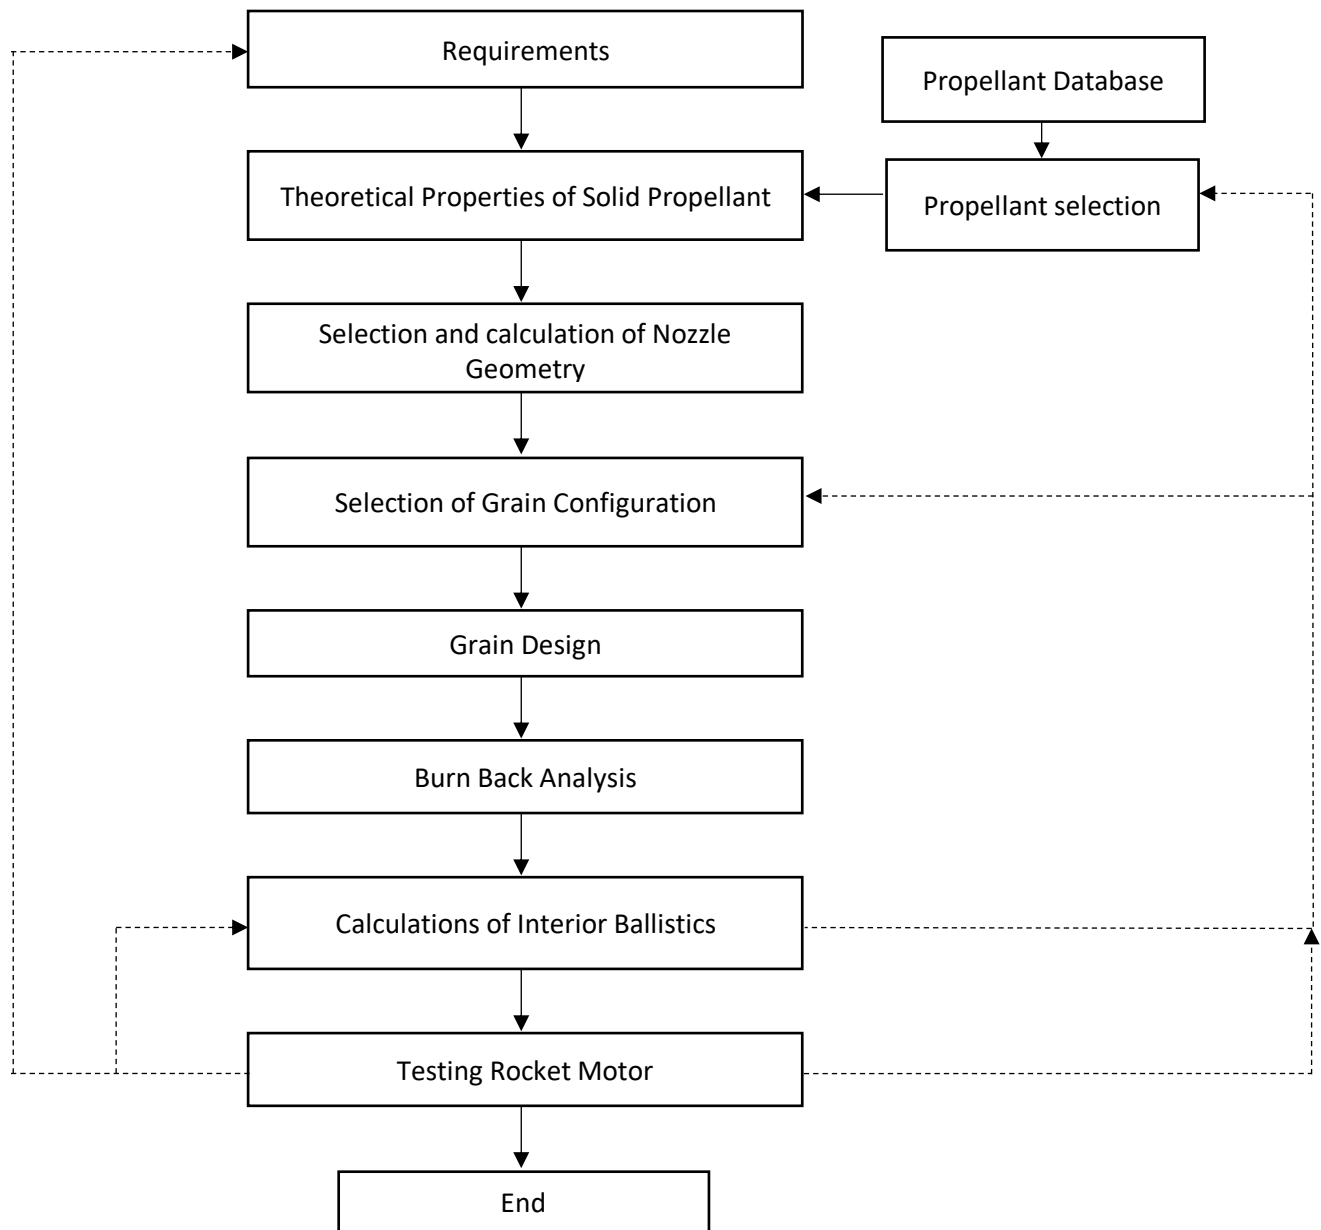 Requirements
Propellant Database
Theoretical Properties of Solid Propellant
Propellant selection
Selection and calculation of Nozzle
Geometry
Selection of Grain Configuration
Grain Design
Burn Back Analysis
Calculations of Interior Ballistics
Testing Rocket Motor
End